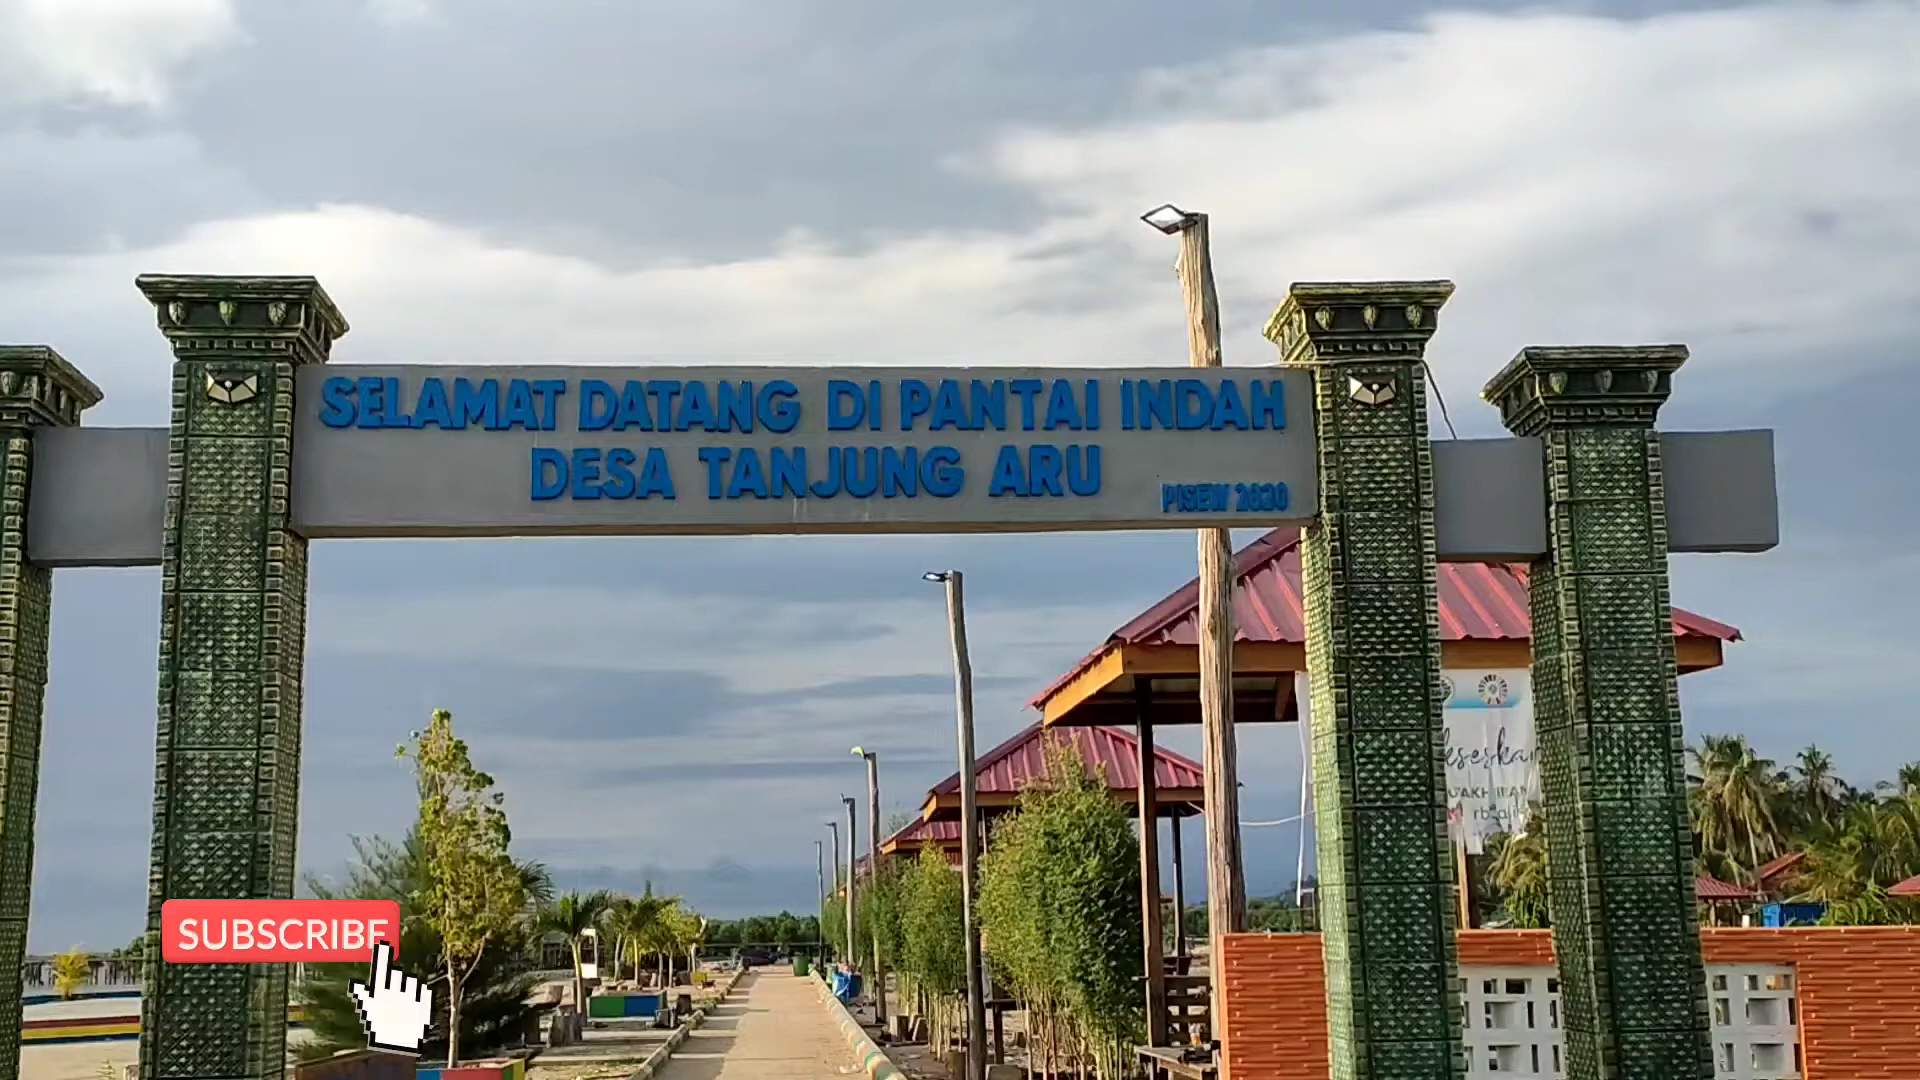 SELAMAT DATANG DI PANTAI INDAH
DESA TANJUNG ARU
PISEW 2020
SUBSCRIBE